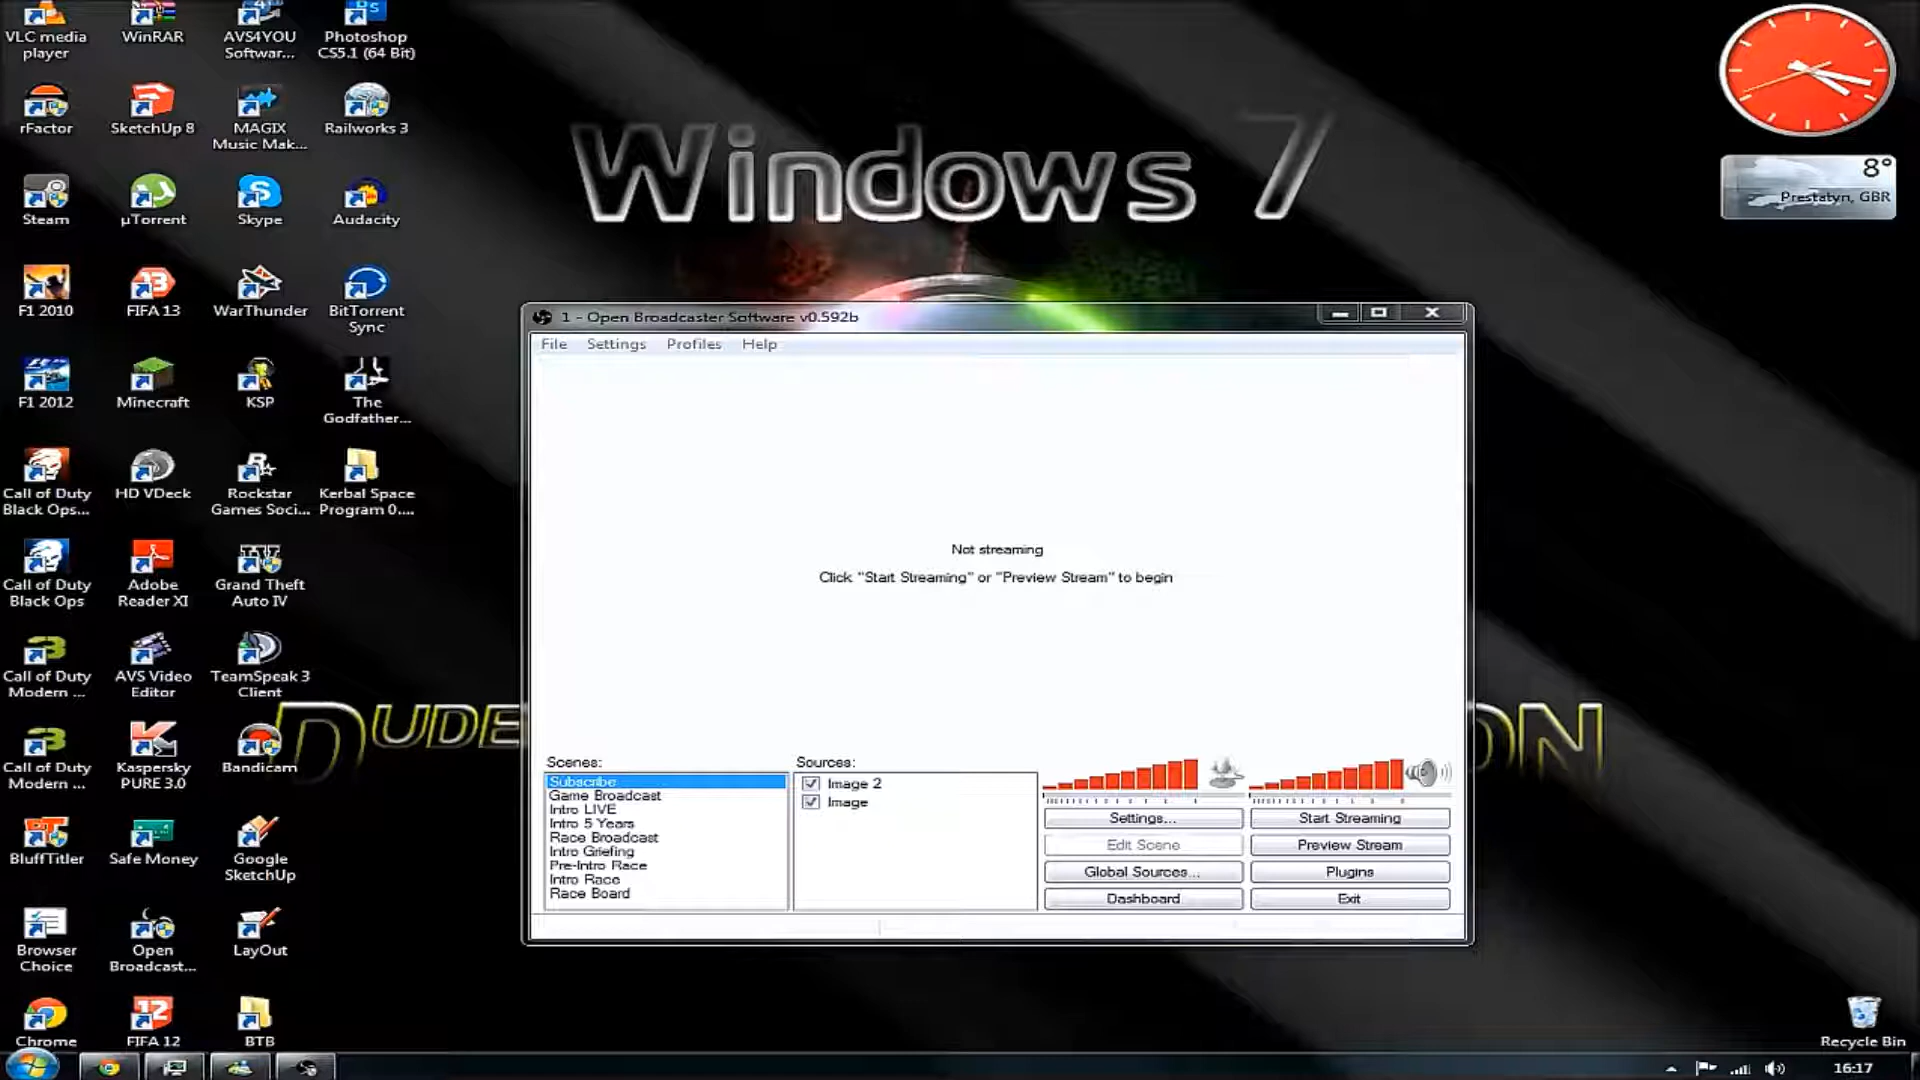 VLC media
player
WinRAR
AVS4YOU
Softwar...
Photoshop
CS5.1 (64 Bit)
rFactor
SketchUp 8
MAGIX
Music Mak...
Railworks 3
Steam
µTorrent
Skype
Audacity
F1 2010
FIFA 13
WarThunder
BitTorrent
Sync
F1 2012
Minecraft
KSP
The
Godfather...
Call of Duty
Black Ops...
HD VDeck
Rockstar
Games Soci...
Kerbal Space
Program 0....
Call of Duty
Black Ops
Adobe
Reader XI
Grand Theft
Auto IV
Call of Duty
Modern ...
AVS Video
Editor
TeamSpeak 3
Client
Call of Duty
Modern ...
Kaspersky
PURE 3.0
Bandicam
BluffTitler
Safe Money
Google
SketchUp
Browser
Choice
Open
Broadcast...
LayOut
Chrome
FIFA 12
BTB
Windows 7
8°
Prestatyn, GBR
1 - Open Broadcaster Software v0.592b
File Settings Profiles Help
Not streaming
Click "Start Streaming" or "Preview Stream" to begin
Scenes:
Subscribe
Game Broadcast
Intro LIVE
Intro 5 Years
Race Broadcast
Intro Griefing
Pre-Intro Race
Intro Race
Race Board
Sources:
Image 2
Image
Settings...
Start Streaming
Edit Scene
Preview Stream
Global Sources...
Plugins
Dashboard
Exit
Recycle Bin
16:17